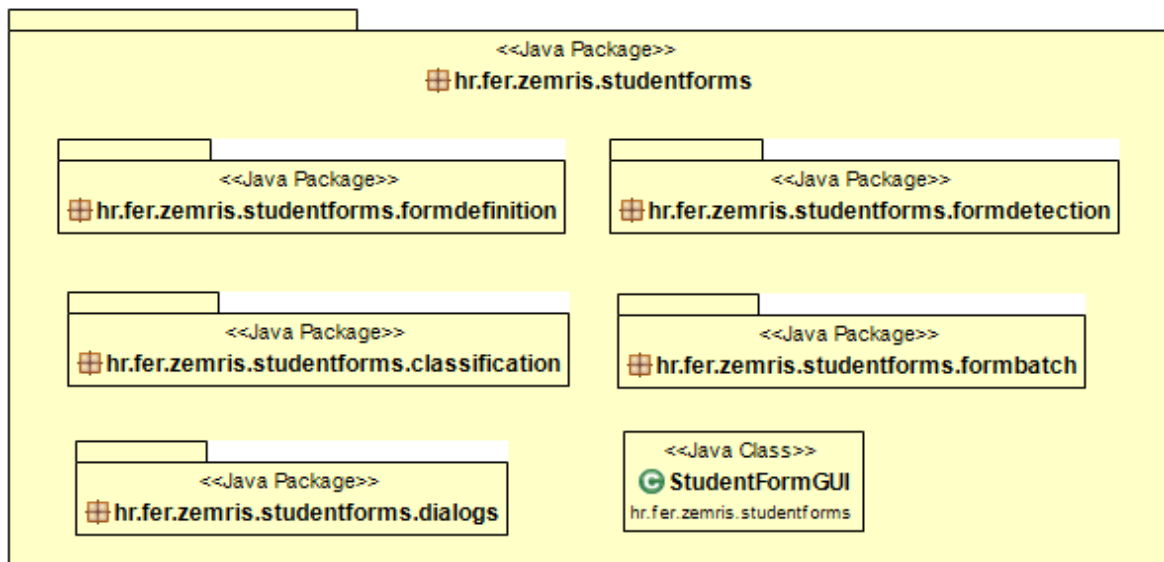 <<Java Package>>
hr.fer.zemris.studentforms
<<Java Package>>
hr.fer.zemris.studentforms.formdefinition
<<Java Package>>
hr.fer.zemris.studentforms.formdetection
<<Java Package>>
hr.fer.zemris.studentforms.classification
<<Java Package>>
hr.fer.zemris.studentforms.formbatch
<<Java Package>>
hr.fer.zemris.studentforms.dialogs
<<Java Class>>
C StudentFormGUI
hr.fer.zemris.studentforms